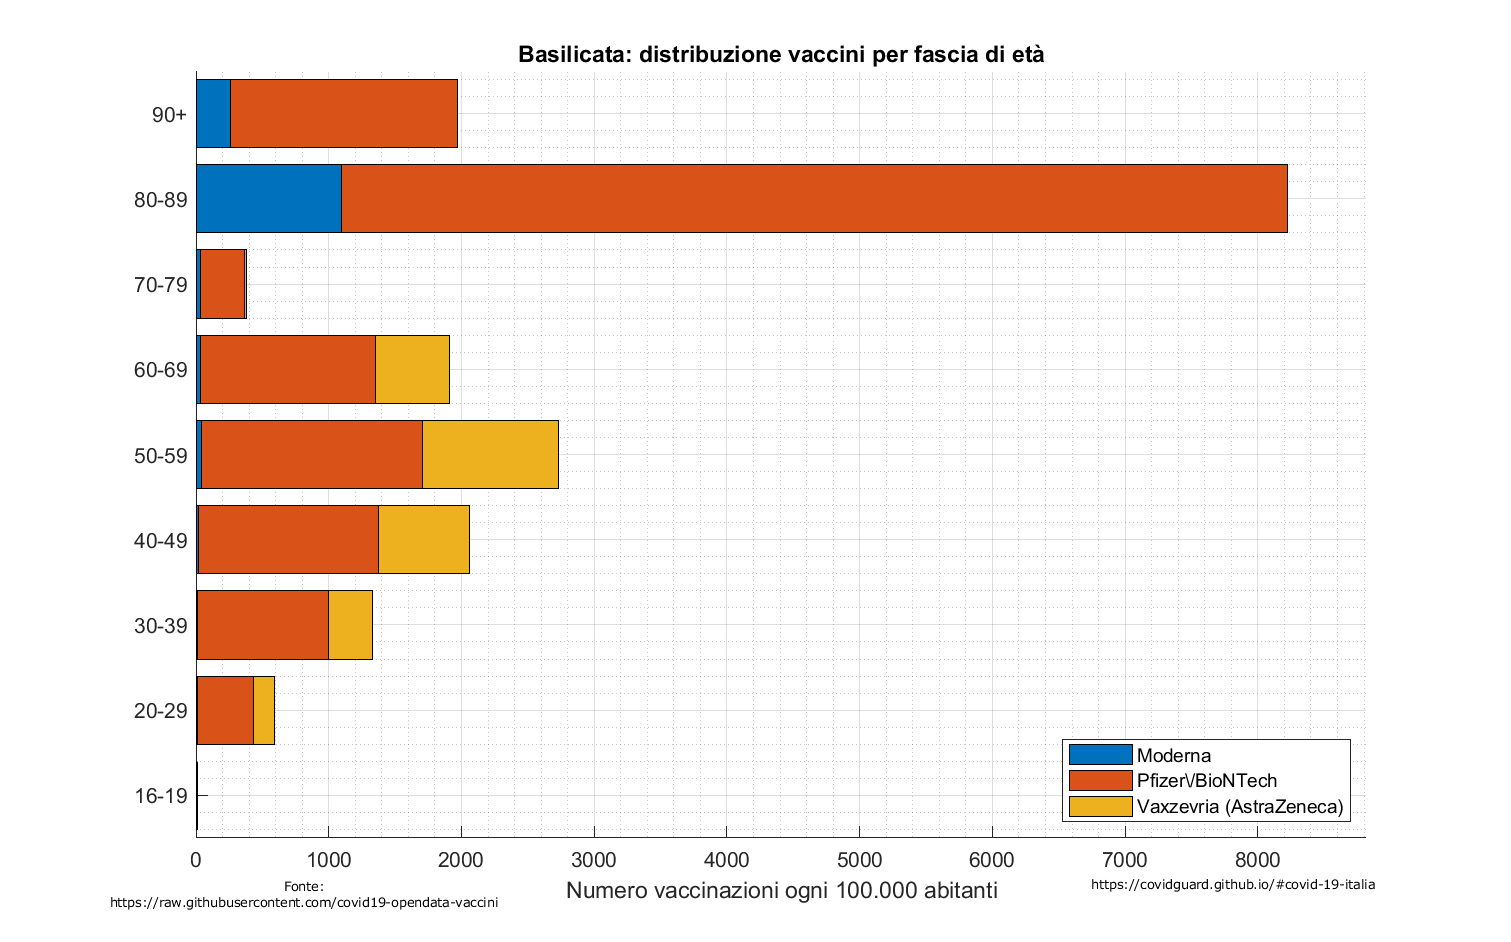 Basilicata: distribuzione vaccini per fascia di età
90+
80-89
70-79
60-69
50-59
40-49
30-39
20-29
16-19
Moderna
Pfizer\/BioNTech
Vaxzevria (AstraZeneca)
0 1000 2000 3000 4000 5000 6000 7000 8000
Numero vaccinazioni ogni 100.000 abitanti
Fonte:
https://raw.githubusercontent.com/covid19-opendata-vaccini
https://covidguard.github.io/#covid-19-italia